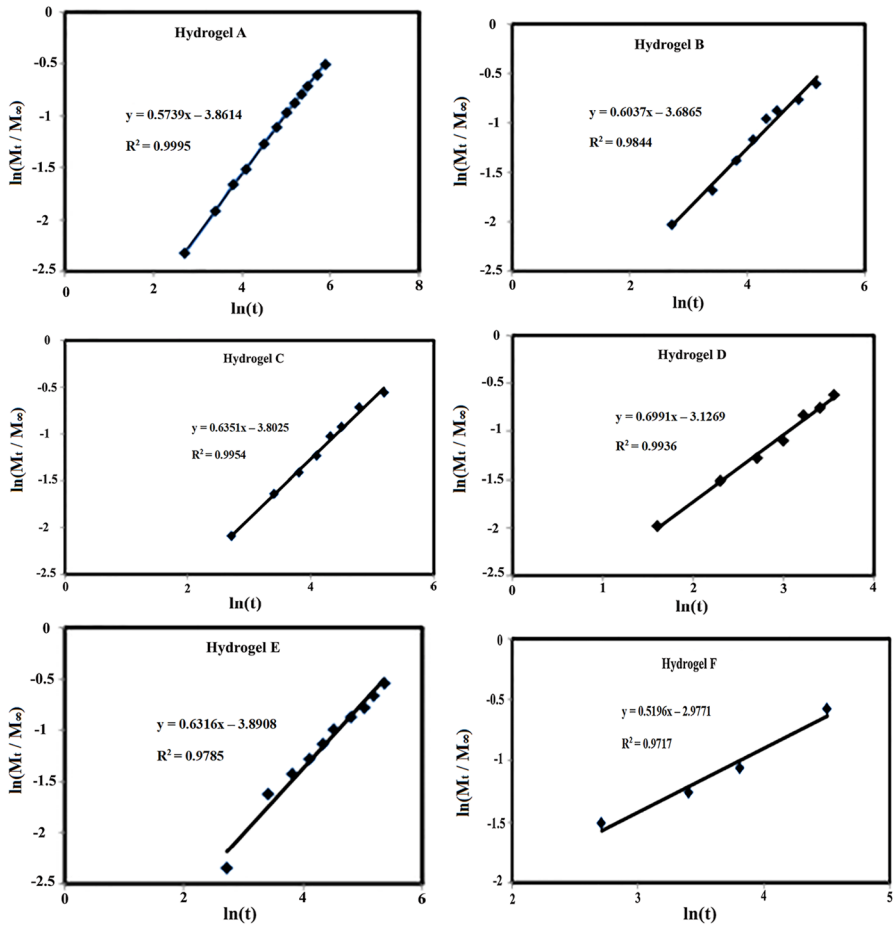 Hydrogel A
y = 0.5739x – 3.8614
R² = 0.9995
0
-0.5
-1
-1.5
-2
-2.5
0 2 4 6 8
ln(Mt / M∞)
ln(t)
Hydrogel B
y = 0.6037x – 3.6865
R² = 0.9844
0
-0.5
-1
-1.5
-2
-2.5
0 2 4 6
ln(Mt / M∞)
ln(t)
Hydrogel C
y = 0.6351x – 3.8025
R² = 0.9954
0
-0.5
-1
-1.5
-2
-2.5
0 2 4 6
ln(Mt / M∞)
ln(t)
Hydrogel D
y = 0.6991x – 3.1269
R² = 0.9936
0
-0.5
-1
-1.5
-2
-2.5
0 1 2 3 4
ln(Mt / M∞)
ln(t)
Hydrogel E
y = 0.6316x – 3.8908
R² = 0.9785
0
-0.5
-1
-1.5
-2
-2.5
0 2 4 6
ln(Mt / M∞)
ln(t)
Hydrogel F
y = 0.5196x – 2.9771
R² = 0.9717
0
-0.5
-1
-1.5
-2
2 3 4 5
ln(Mt / M∞)
ln(t)